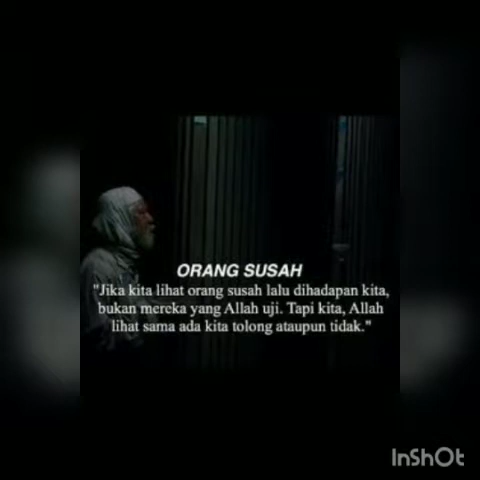 ORANG SUSAH
"Jika kita lihat orang susah lalu dihadapan kita,
bukan mereka yang Allah uji. Tapi kita, Allah
lihat sama ada kita tolong ataupun tidak."
InShOt